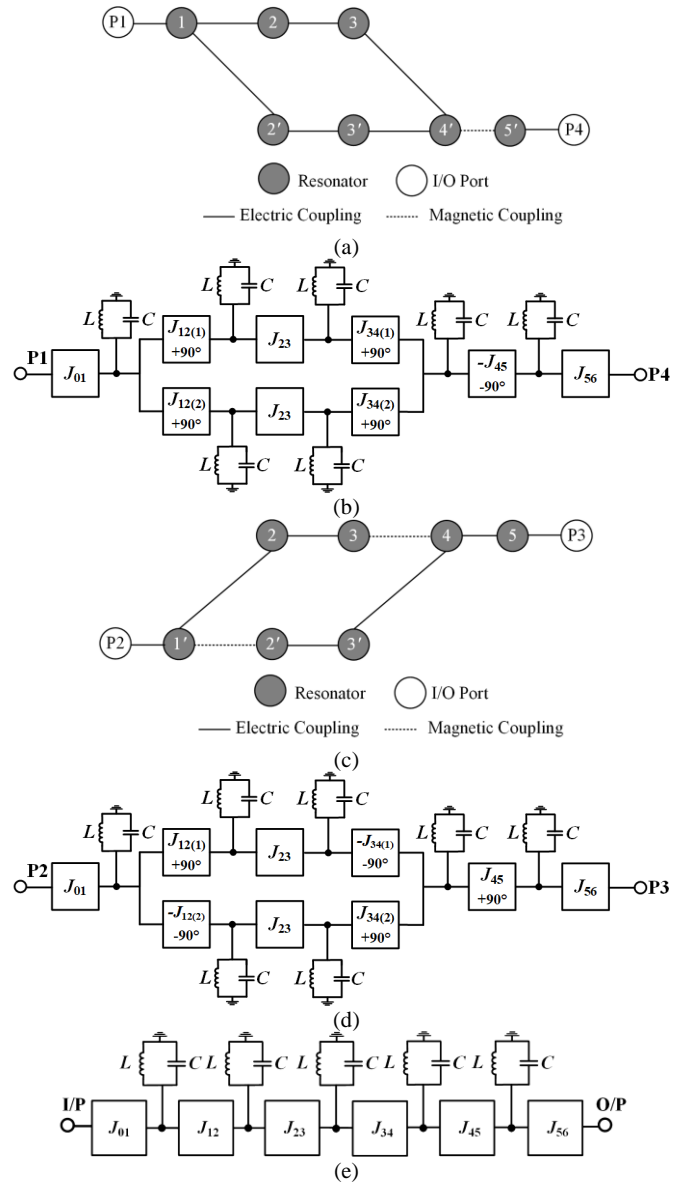 P1 1 2 3
2′ 3′ 4′ 5′ P4
Resonator I/O Port
Electric Coupling Magnetic Coupling
(a)
L C L C
L C L C L C
P1 J01 J12(1) +90° J23 J34(1) +90° -J45 -90° J56 P4
J12(2) +90° J23 J34(2) +90°
L C L C
(b)
2 3 4 5 P3
P2 1′ 2′ 3′
Resonator I/O Port
Electric Coupling Magnetic Coupling
(c)
L C L C
L C L C L C
P2 J01 J12(1) +90° J23 -J34(1) -90° J45 +90° J56 P3
-J12(2) -90° J23 J34(2) +90°
L C L C
(d)
L C L C L C L C L C
I/P J01 J12 J23 J34 J45 J56 O/P
(e)